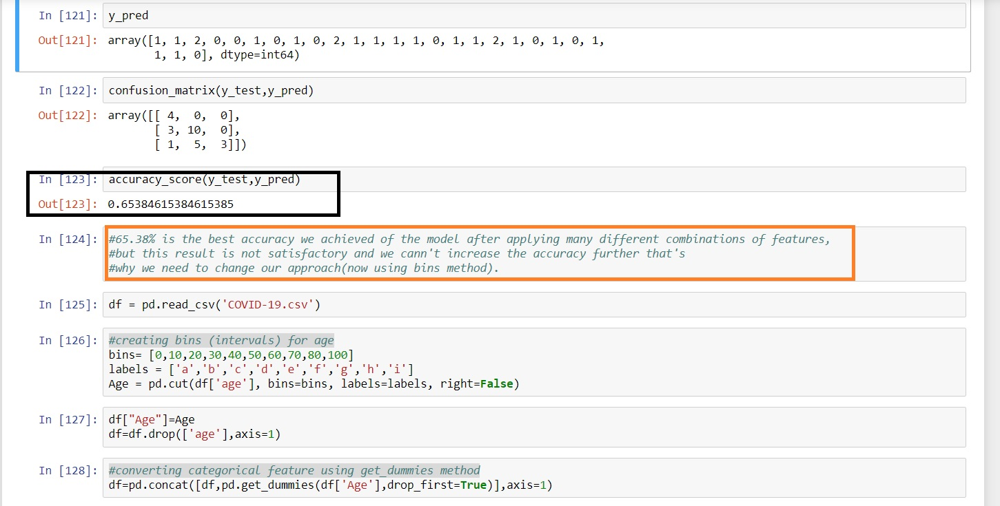 In [121]: y_pred
Out[121]: array([1, 1, 2, 0, 0, 1, 0, 1, 0, 2, 1, 1, 1, 1, 0, 1, 1, 2, 1, 0, 1, 0, 1,
1, 1, 0], dtype=int64)
In [122]: confusion_matrix(y_test,y_pred)
Out[122]: array([[ 4, 0, 0],
[ 3, 10, 0],
[ 1, 5, 3]])
In [123]: accuracy_score(y_test,y_pred)
Out[123]: 0.65384615384615385
In [124]: #65.38% is the best accuracy we achieved of the model after applying many different combinations of features,
#but this result is not satisfactory and we cann't increase the accuracy further that's
#why we need to change our approach(now using bins method).
In [125]: df = pd.read_csv('COVID-19.csv')
In [126]: #creating bins (intervals) for age
bins= [0,10,20,30,40,50,60,70,80,100]
labels = ['a','b','c','d','e','f','g','h','i']
Age = pd.cut(df['age'], bins=bins, labels=labels, right=False)
In [127]: df["Age"]=Age
df=df.drop(['age'],axis=1)
In [128]: #converting categorical feature using get_dummies method
df=pd.concat([df,pd.get_dummies(df['Age'],drop_first=True)],axis=1)